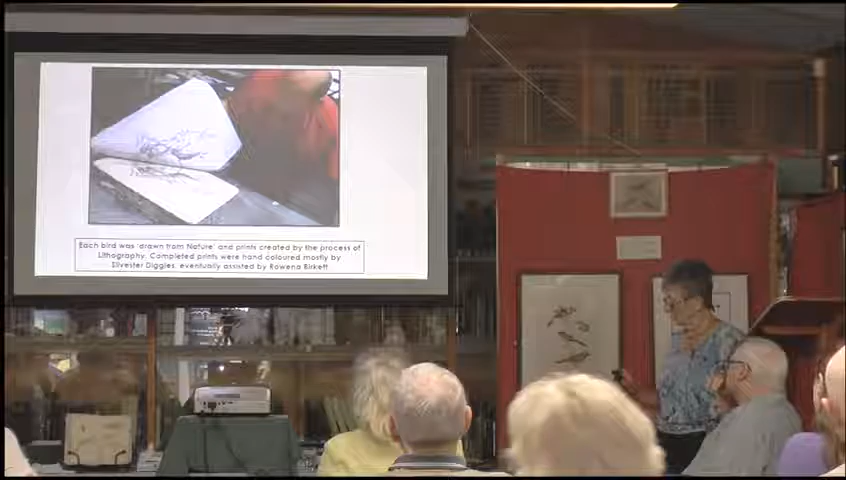 Each bird was 'drawn from Nature' and prints created by the process of
Lithography. Completed prints were hand coloured mostly by
Silvester Diggles, eventually assisted by Rowena Birkett